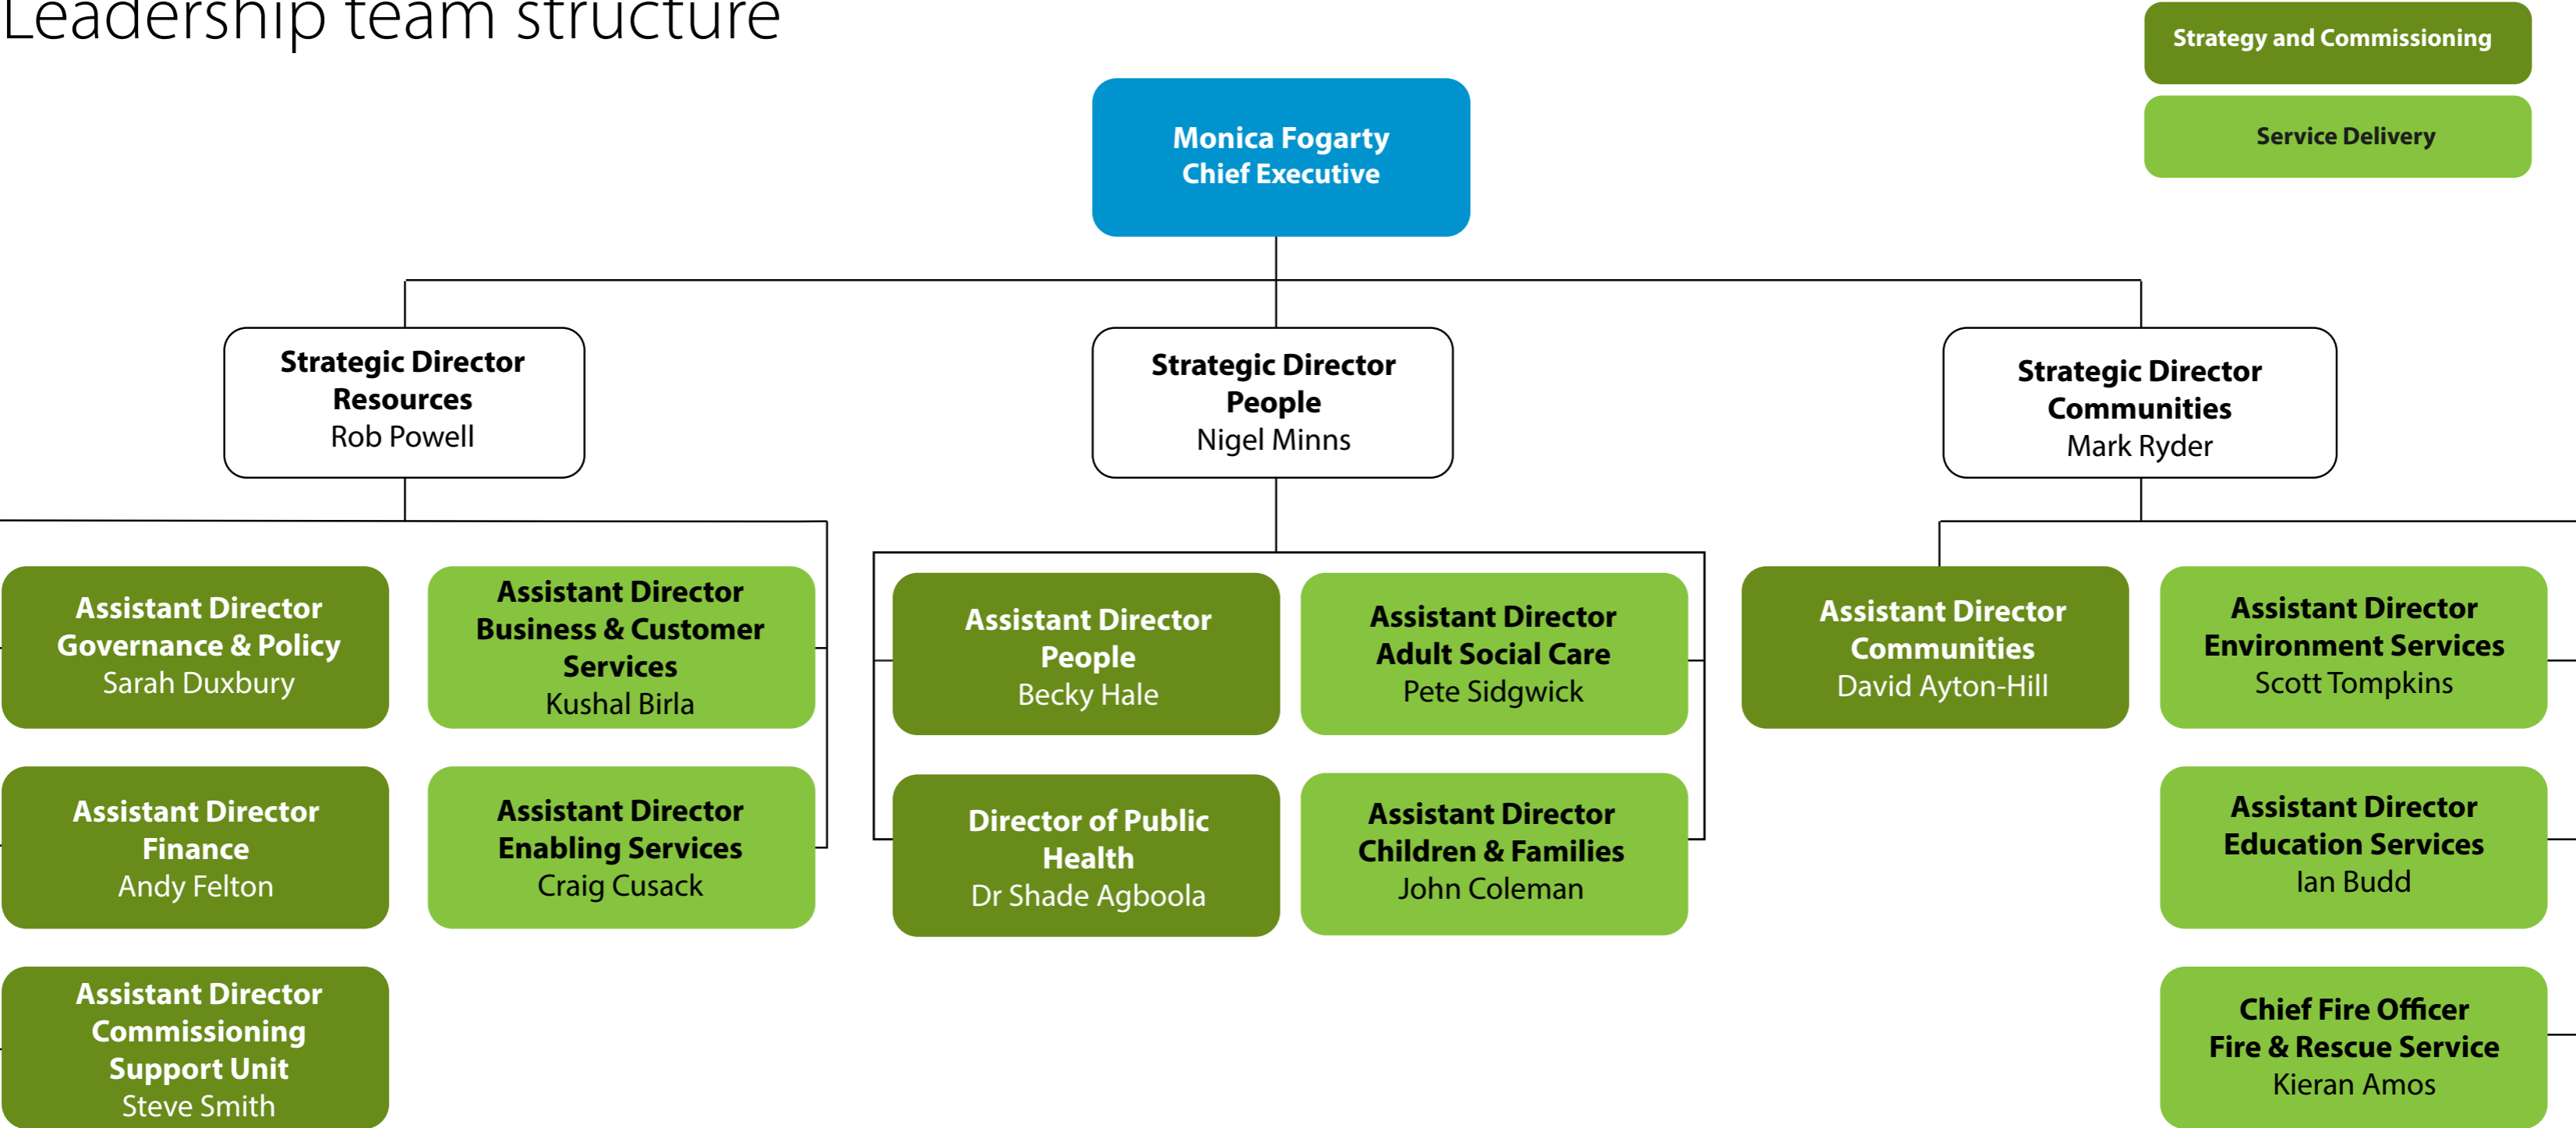 Leadership team structure
Strategy and Commissioning
Service Delivery
Monica Fogarty
Chief Executive
Strategic Director
Resources
Rob Powell
Strategic Director
People
Nigel Minns
Strategic Director
Communities
Mark Ryder
Assistant Director
Governance & Policy
Sarah Duxbury
Assistant Director
Business & Customer
Services
Kushal Birla
Assistant Director
People
Becky Hale
Assistant Director
Adult Social Care
Pete Sidgwick
Assistant Director
Communities
David Ayton-Hill
Assistant Director
Environment Services
Scott Tompkins
Assistant Director
Finance
Andy Felton
Assistant Director
Enabling Services
Craig Cusack
Director of Public
Health
Dr Shade Agboola
Assistant Director
Children & Families
John Coleman
Assistant Director
Education Services
Ian Budd
Assistant Director
Commissioning
Support Unit
Steve Smith
Chief Fire Officer
Fire & Rescue Service
Kieran Amos